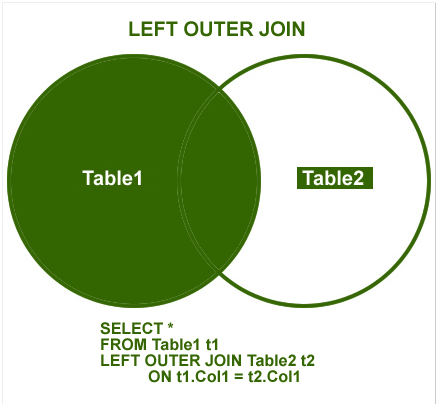 LEFT OUTER JOIN
Table1
Table2
SELECT *
FROM Table1 t1
LEFT OUTER JOIN Table2 t2
ON t1.Col1 = t2.Col1